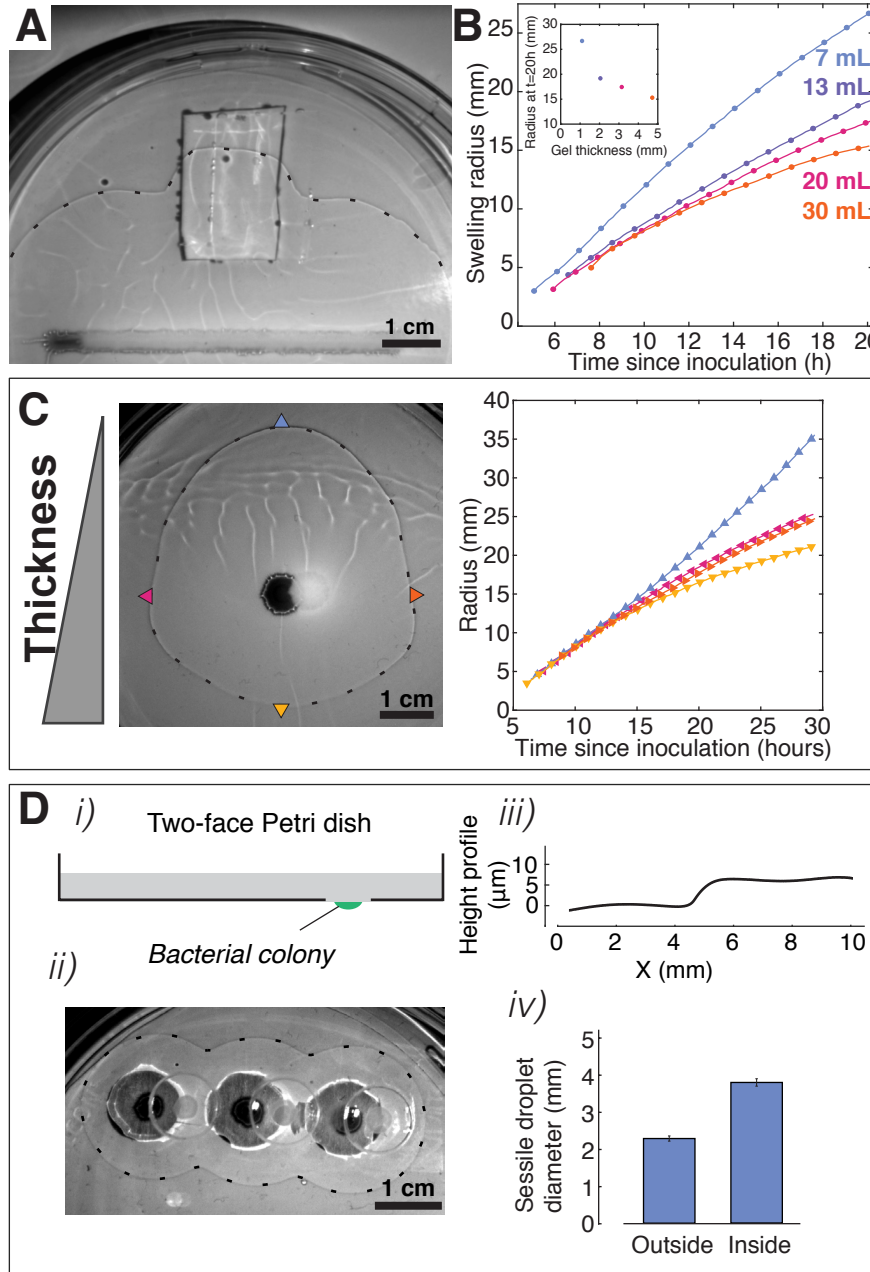 A
1 cm
B
Swelling radius (mm)
25
20
15
10
5
0
6
8
10
12
14
16
18
20
Time since inoculation (h)
7 mL
13 mL
20 mL
30 mL
Radius at t=20h (mm)
30
25
20
15
10
0
1
2
3
4
5
Gel thickness (mm)
C
Thickness
1 cm
Radius (mm)
40
35
30
25
20
15
10
5
0
5
10
15
20
25
30
Time since inoculation (hours)
D
i)
Two-face Petri dish
Bacterial colony
ii)
1 cm
iii)
Height profile
(µm)
10
5
0
0
2
4
6
8
10
X (mm)
iv)
Sessile droplet
diameter (mm)
5
4
3
2
1
0
Outside
Inside